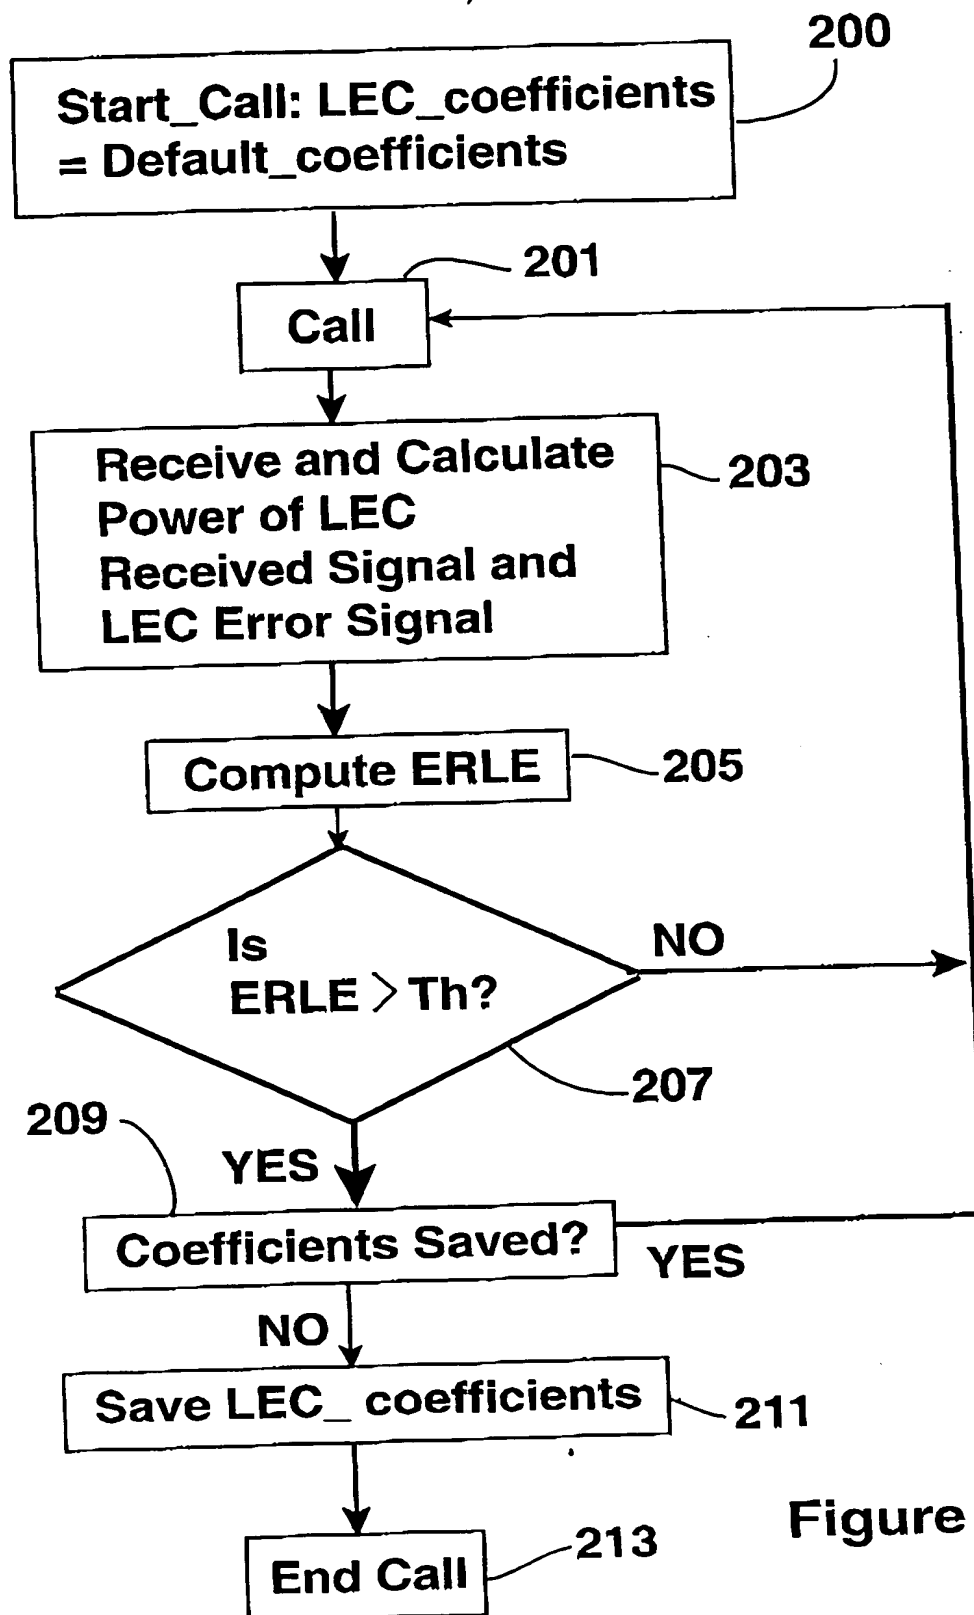 200
Start_Call: LEC_coefficients
= Default_coefficients
201
Call
Receive and Calculate
Power of LEC
Received Signal and
LEC Error Signal
203
Compute ERLE
205
Is
ERLE > Th?
NO
207
209
YES
Coefficients Saved?
YES
NO
Save LEC_ coefficients
211
End Call
213
Figure